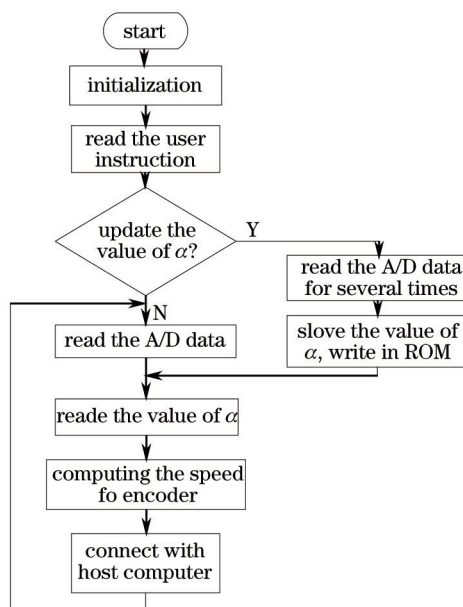 start
initialization
read the user
instruction
update the
value of α?
Y
N
read the A/D data
for several times
slove the value of
α, write in ROM
read the A/D data
reade the value of α
computing the speed
fo encoder
connect with
host computer